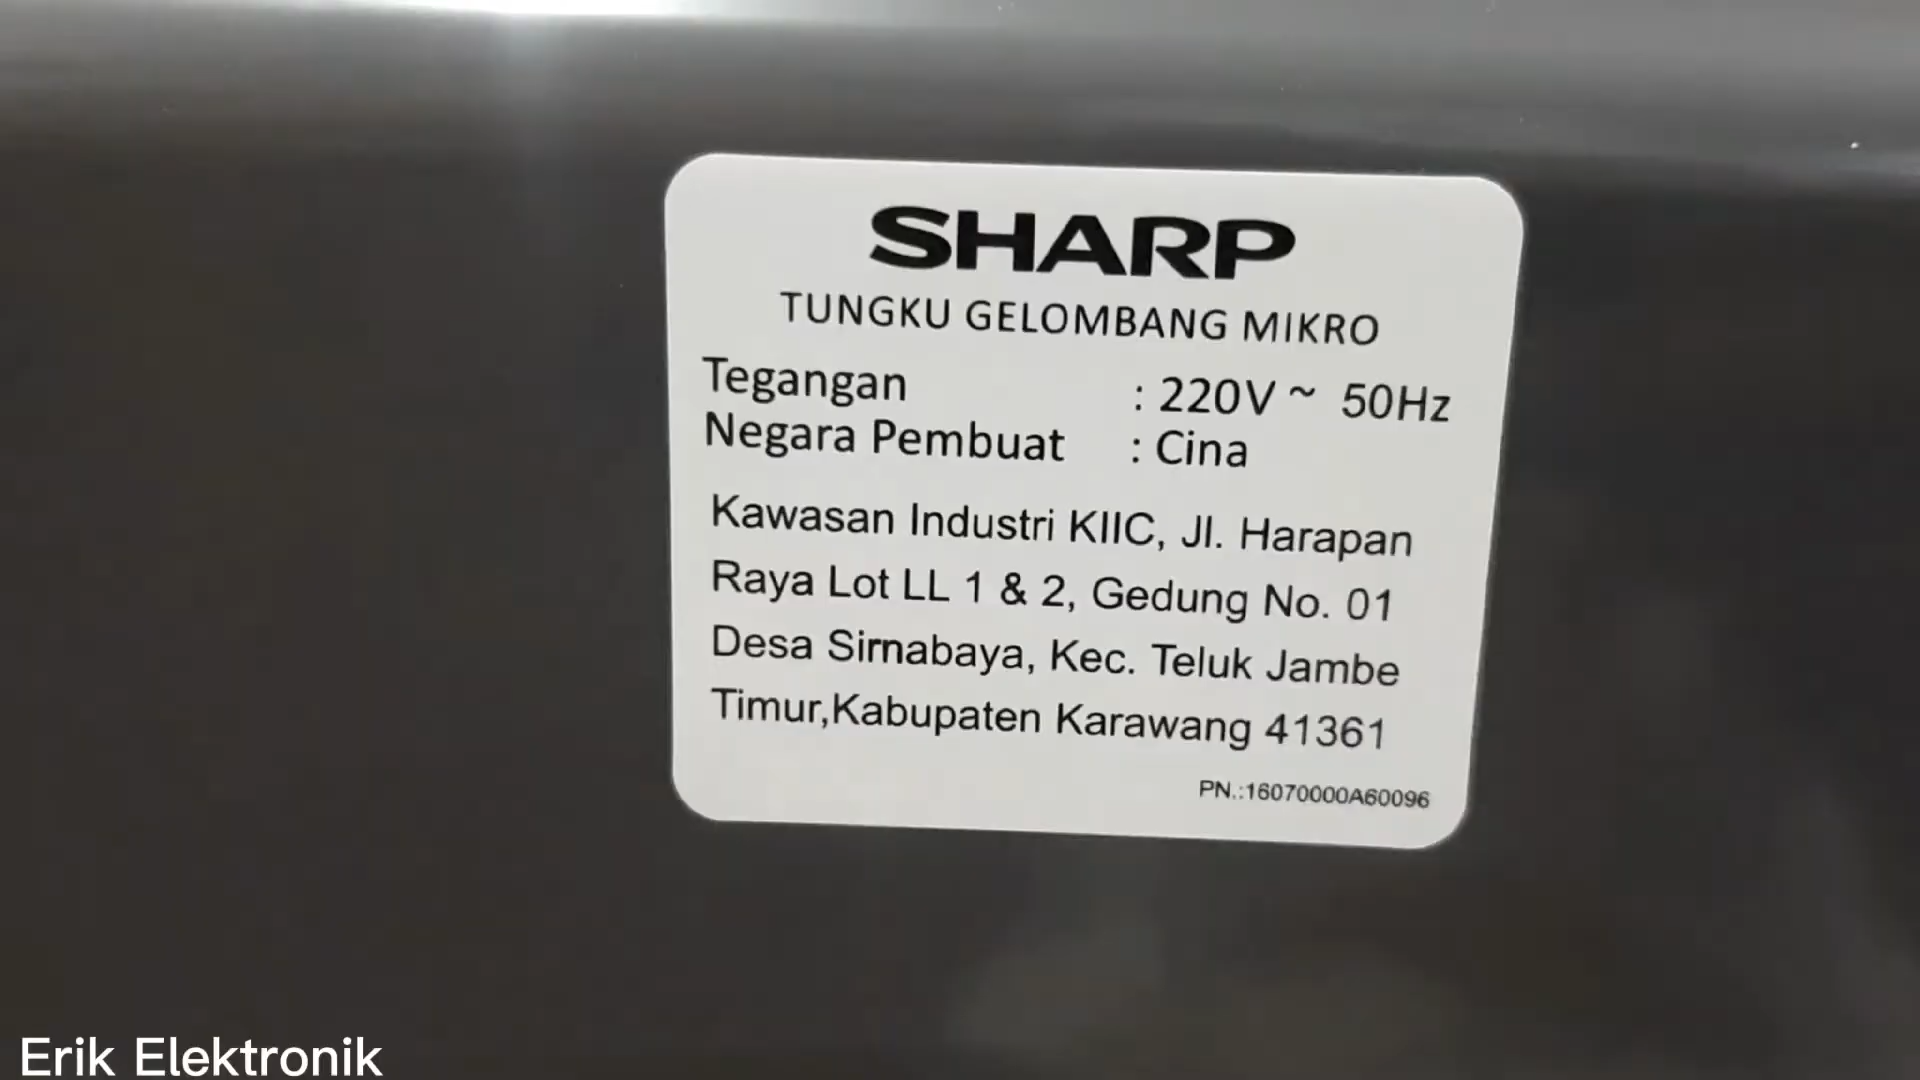 SHARP
TUNGKU GELOMBANG MIKRO
Tegangan : 220V ~ 50Hz
Negara Pembuat : Cina
Kawasan Industri KIIC, Jl. Harapan
Raya Lot LL 1 & 2, Gedung No. 01
Desa Sirnabaya, Kec. Teluk Jambe
Timur,Kabupaten Karawang 41361
PN.:16070000A60096
Erik Elektronik